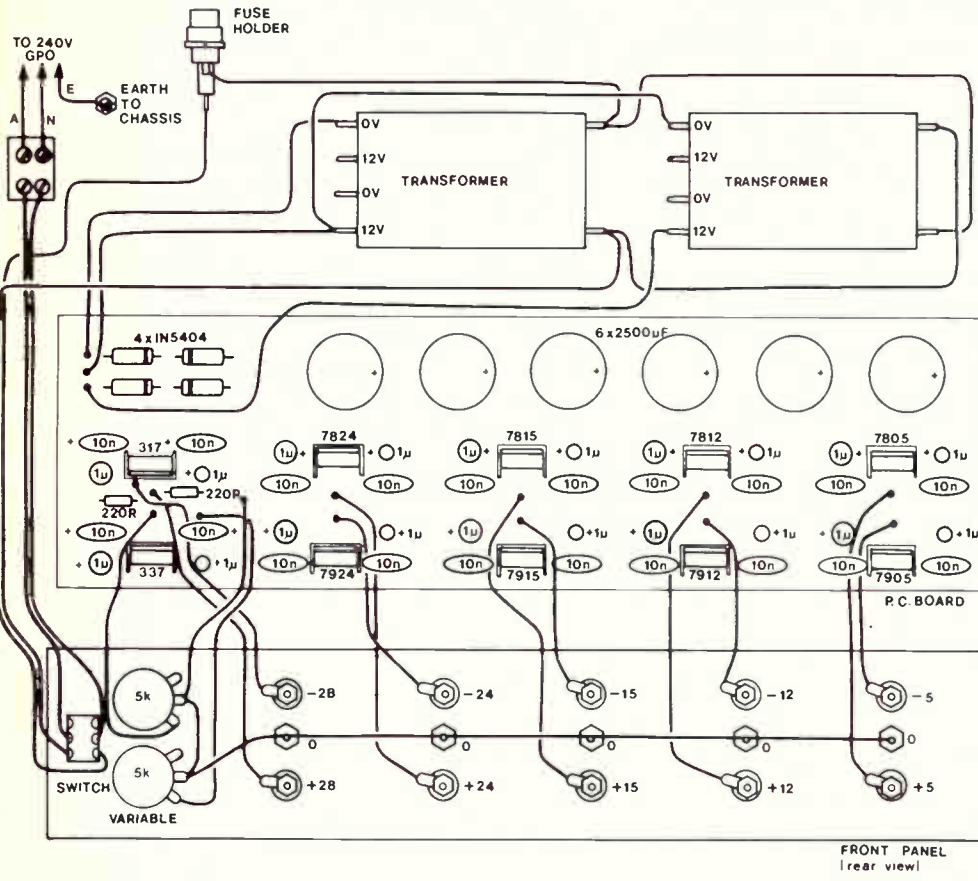 FUSE
HOLDER
TO 240V
GPO
E
EARTH
TO
CHASSIS
A
N
0V
12V
0V
12V
TRANSFORMER
0V
12V
0V
12V
TRANSFORMER
4 x IN5404
6 x 2500uF
+ + + + + +
+ 10n 317 + 10n
7824
7815
7812
7805
1µ + 1µ
1µ + + 1µ
1µ + + 1µ
1µ + + 1µ
1µ + + 1µ
10n 10n
10n 10n
10n 10n
10n 10n
220R
220R
+ 10n 10n +
+ 1µ + 1µ
+ 1µ + 1µ
+ 1µ + 1µ
+ 1µ + 1µ
+ 1µ + 1µ
337
10n 7924 10n
10n 7915 10n
10n 7912 10n
10n 7905 10n
P.C. BOARD
5k
-28
-24
-15
-12
-5
0
0
0
0
0
5k
SWITCH
+28
+24
+15
+12
+5
VARIABLE
FRONT PANEL
(rear view)